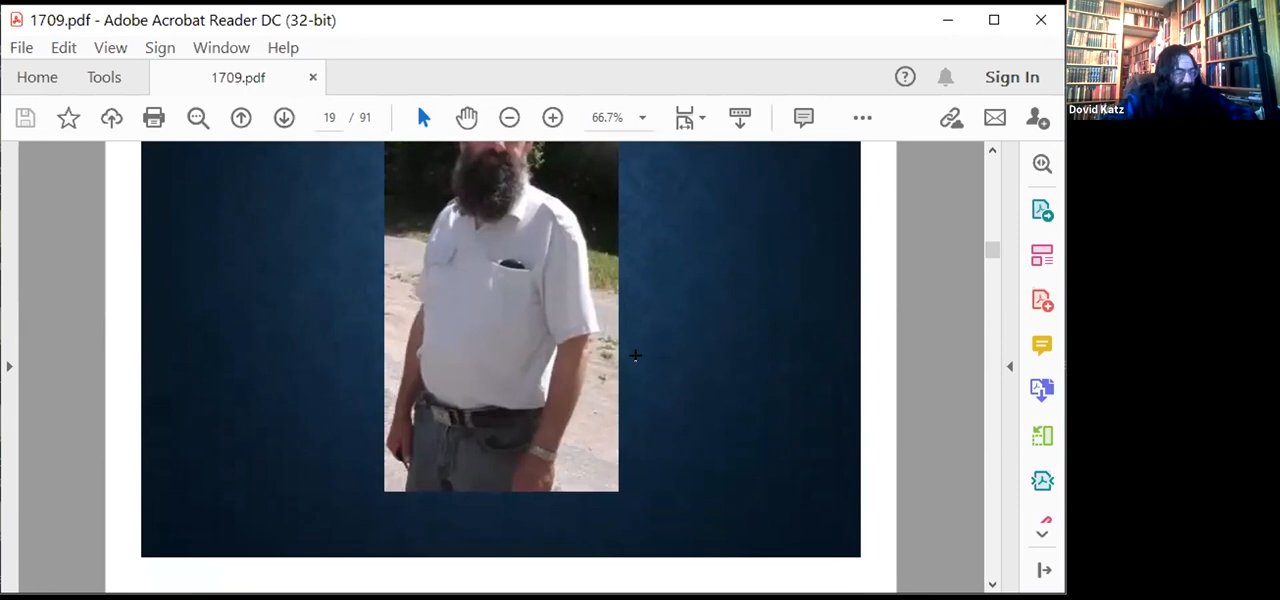 1709.pdf - Adobe Acrobat Reader DC (32-bit)
File Edit View Sign Window Help
Home Tools 1709.pdf Sign In
19 / 91 66.7%
Dovid Katz